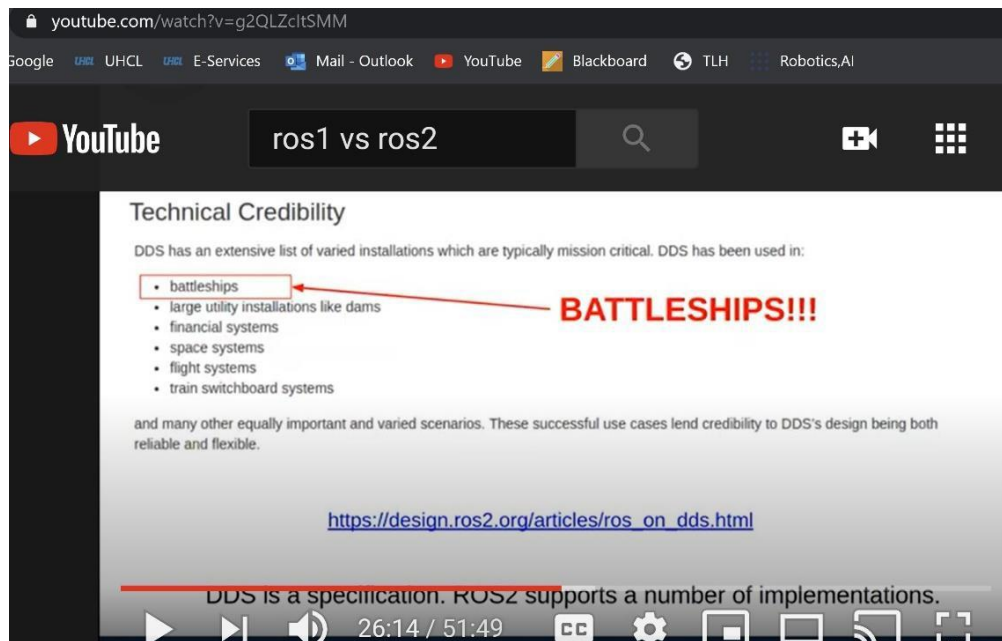 youtube.com/watch?v=g2QLZcItSMM
Google UHCL UHCL E-Services Mail - Outlook YouTube Blackboard TLH Robotics,AI
YouTube ros1 vs ros2
Technical Credibility
DDS has an extensive list of varied installations which are typically mission critical. DDS has been used in:
• battleships
BATTLESHIPS!!!
• large utility installations like dams
• financial systems
• space systems
• flight systems
• train switchboard systems
and many other equally important and varied scenarios. These successful use cases lend credibility to DDS's design being both
reliable and flexible.
https://design.ros2.org/articles/ros_on_dds.html
DDS is a specification. ROS2 supports a number of implementations.
26:14 / 51:49 CC